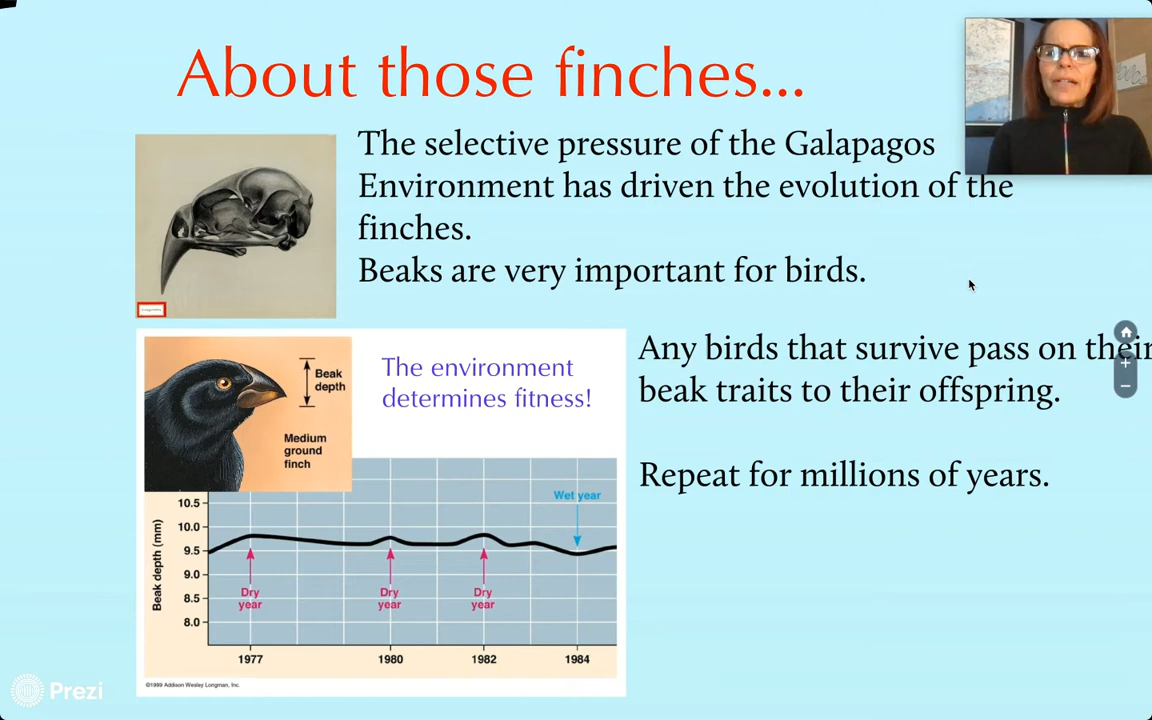 About those finches...
The selective pressure of the Galapagos
Environment has driven the evolution of the
finches.
Beaks are very important for birds.
Any birds that survive pass on their
beak traits to their offspring.
Repeat for millions of years.
The environment
determines fitness!
Beak
depth
Medium
ground
finch
Beak depth (mm)
10.5
10.0
9.5
9.0
8.5
8.0
Wet year
Dry
year
Dry
year
Dry
year
1977
1980
1982
1984
©1999 Addison Wesley Longman, Inc.
Prezi